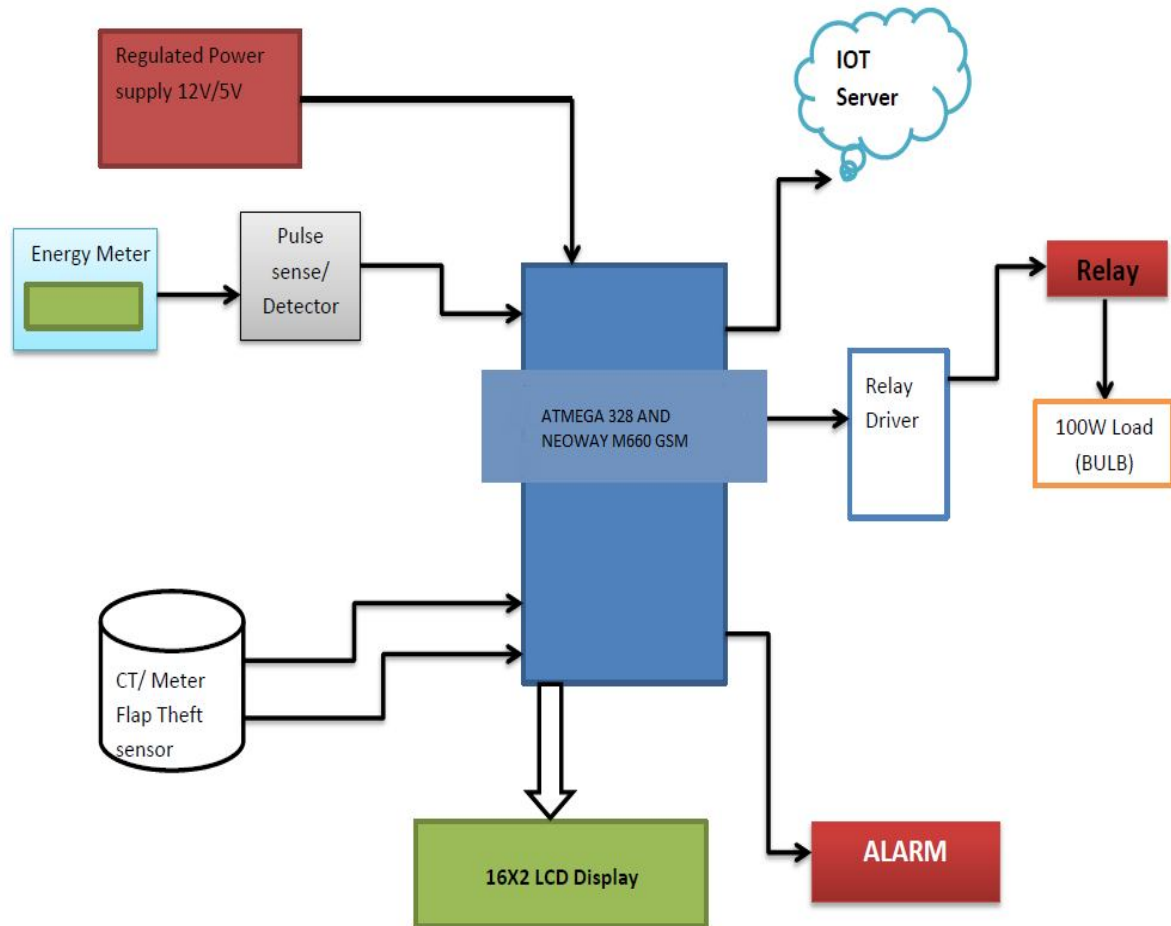 Regulated Power
supply 12V/5V
IOT
Server
Energy Meter
Pulse
sense/
Detector
Relay
ATMEGA 328 AND
NEOWAY M660 GSM
Relay
Driver
100W Load
(BULB)
CT/ Meter
Flap Theft
sensor
16X2 LCD Display
ALARM